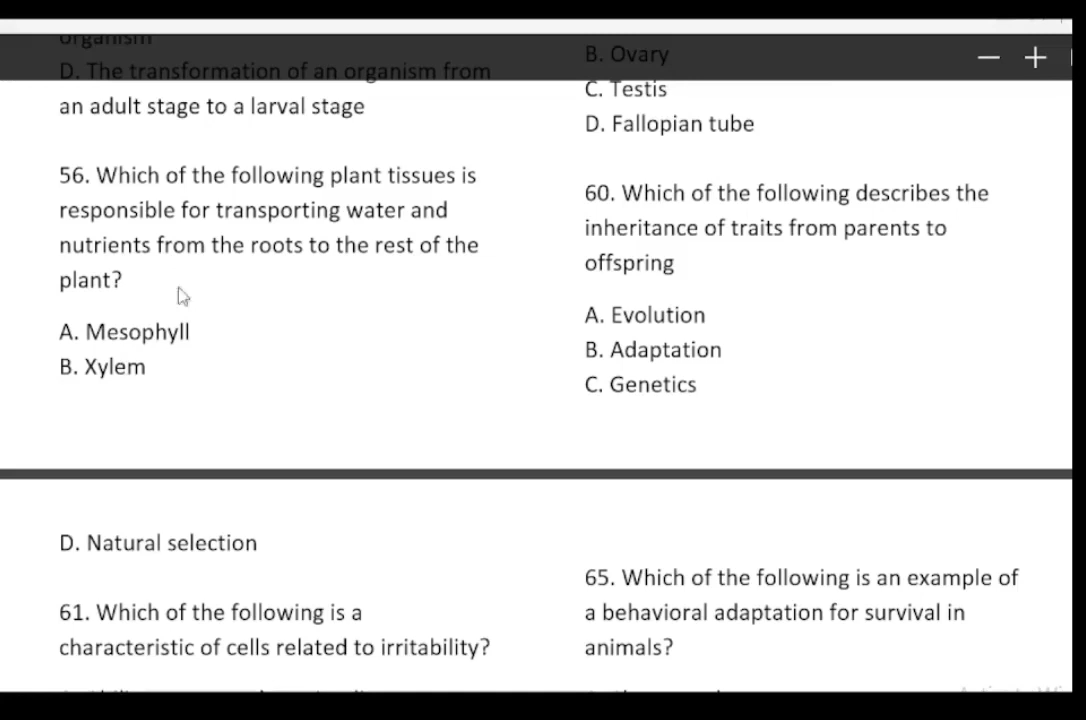 organism
D. The transformation of an organism from
an adult stage to a larval stage
56. Which of the following plant tissues is
responsible for transporting water and
nutrients from the roots to the rest of the
plant?
A. Mesophyll
B. Xylem
B. Ovary
C. Testis
D. Fallopian tube
60. Which of the following describes the
inheritance of traits from parents to
offspring
A. Evolution
B. Adaptation
C. Genetics
D. Natural selection
61. Which of the following is a
characteristic of cells related to irritability?
65. Which of the following is an example of
a behavioral adaptation for survival in
animals?